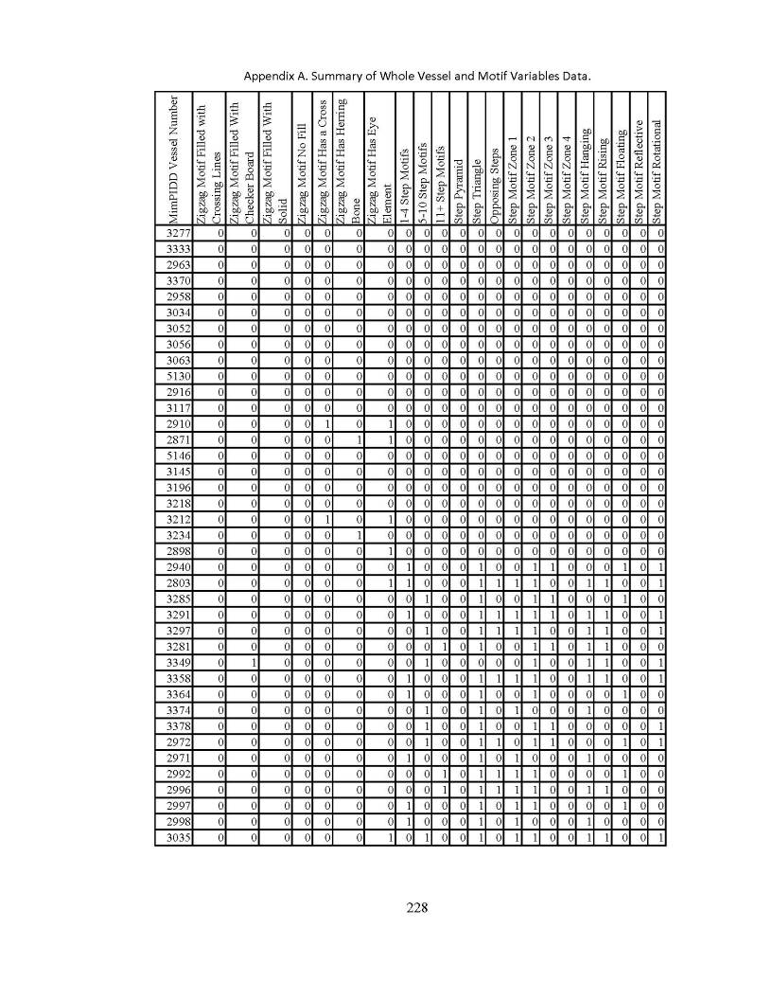 Appendix A. Summary of Whole Vessel and Motif Variables Data.
MimPIDD Vessel Number
Zigzag Motif Filled with
Crossing Lines
Zigzag Motif Filled With
Checker Board
Zigzag Motif Filled With
Solid
Zigzag Motif No Fill
Zigzag Motif Has a Cross
Zigzag Motif Has Herring
Bone
Zigzag Motif Has Eye
Element
1-4 Step Motifs
5-10 Step Motifs
11+ Step Motifs
Step Pyramid
Step Triangle
Opposing Steps
Step Motif Zone 1
Step Motif Zone 2
Step Motif Zone 3
Step Motif Zone 4
Step Motif Hanging
Step Motif Rising
Step Motif Floating
Step Motif Reflective
Step Motif Rotational
3277 0 0 0 0 0 0 0 0 0 0 0 0 0 0 0 0 0 0 0 0 0 0
3333 0 0 0 0 0 0 0 0 0 0 0 0 0 0 0 0 0 0 0 0 0 0
2963 0 0 0 0 0 0 0 0 0 0 0 0 0 0 0 0 0 0 0 0 0 0
3370 0 0 0 0 0 0 0 0 0 0 0 0 0 0 0 0 0 0 0 0 0 0
2958 0 0 0 0 0 0 0 0 0 0 0 0 0 0 0 0 0 0 0 0 0 0
3034 0 0 0 0 0 0 0 0 0 0 0 0 0 0 0 0 0 0 0 0 0 0
3052 0 0 0 0 0 0 0 0 0 0 0 0 0 0 0 0 0 0 0 0 0 0
3056 0 0 0 0 0 0 0 0 0 0 0 0 0 0 0 0 0 0 0 0 0 0
3063 0 0 0 0 0 0 0 0 0 0 0 0 0 0 0 0 0 0 0 0 0 0
5130 0 0 0 0 0 0 0 0 0 0 0 0 0 0 0 0 0 0 0 0 0 0
2916 0 0 0 0 0 0 0 0 0 0 0 0 0 0 0 0 0 0 0 0 0 0
3117 0 0 0 0 0 0 0 0 0 0 0 0 0 0 0 0 0 0 0 0 0 0
2910 0 0 0 0 1 0 1 0 0 0 0 0 0 0 0 0 0 0 0 0 0 0
2871 0 0 0 0 0 1 1 0 0 0 0 0 0 0 0 0 0 0 0 0 0 0
5146 0 0 0 0 0 0 0 0 0 0 0 0 0 0 0 0 0 0 0 0 0 0
3145 0 0 0 0 0 0 0 0 0 0 0 0 0 0 0 0 0 0 0 0 0 0
3196 0 0 0 0 0 0 0 0 0 0 0 0 0 0 0 0 0 0 0 0 0 0
3218 0 0 0 0 0 0 0 0 0 0 0 0 0 0 0 0 0 0 0 0 0 0
3212 0 0 0 0 1 0 1 0 0 0 0 0 0 0 0 0 0 0 0 0 0 0
3234 0 0 0 0 0 1 0 0 0 0 0 0 0 0 0 0 0 0 0 0 0 0
2898 0 0 0 0 0 0 1 0 0 0 0 0 0 0 0 0 0 0 0 0 0 0
2940 0 0 0 0 0 0 0 1 0 0 0 1 0 0 1 1 0 0 0 1 0 1
2803 0 0 0 0 0 0 1 1 0 0 0 1 1 1 1 0 0 1 1 0 0 1
3285 0 0 0 0 0 0 0 0 1 0 0 1 0 0 1 1 0 0 0 1 0 0
3291 0 0 0 0 0 0 0 1 0 0 0 1 1 1 1 1 0 1 1 0 0 1
3297 0 0 0 0 0 0 0 0 1 0 0 1 1 1 1 0 0 1 1 0 0 1
3281 0 0 0 0 0 0 0 0 0 1 0 1 0 0 1 1 0 1 1 0 0 0
3349 0 1 0 0 0 0 0 0 1 0 0 0 0 0 1 0 0 1 1 0 0 1
3358 0 0 0 0 0 0 0 1 0 0 0 1 1 1 1 0 0 1 1 0 0 1
3364 0 0 0 0 0 0 0 1 0 0 0 1 0 0 1 0 0 0 0 1 0 0
3374 0 0 0 0 0 0 0 0 1 0 0 1 0 1 0 0 0 1 0 0 0 0
3378 0 0 0 0 0 0 0 0 1 0 0 1 0 0 1 1 0 0 0 0 0 1
2972 0 0 0 0 0 0 0 0 1 0 0 1 1 0 1 1 0 0 0 1 0 1
2971 0 0 0 0 0 0 0 1 0 0 0 1 0 1 0 0 0 1 0 0 0 0
2992 0 0 0 0 0 0 0 0 0 1 0 1 1 1 1 0 0 0 0 1 0 0
2996 0 0 0 0 0 0 0 0 0 1 0 1 1 1 1 0 0 1 1 0 0 0
2997 0 0 0 0 0 0 0 1 0 0 0 1 0 1 1 0 0 0 0 1 0 0
2998 0 0 0 0 0 0 0 1 0 0 0 1 0 1 0 0 0 1 0 0 0 0
3035 0 0 0 0 0 0 1 0 1 0 0 1 0 1 1 0 0 1 1 0 0 1
228